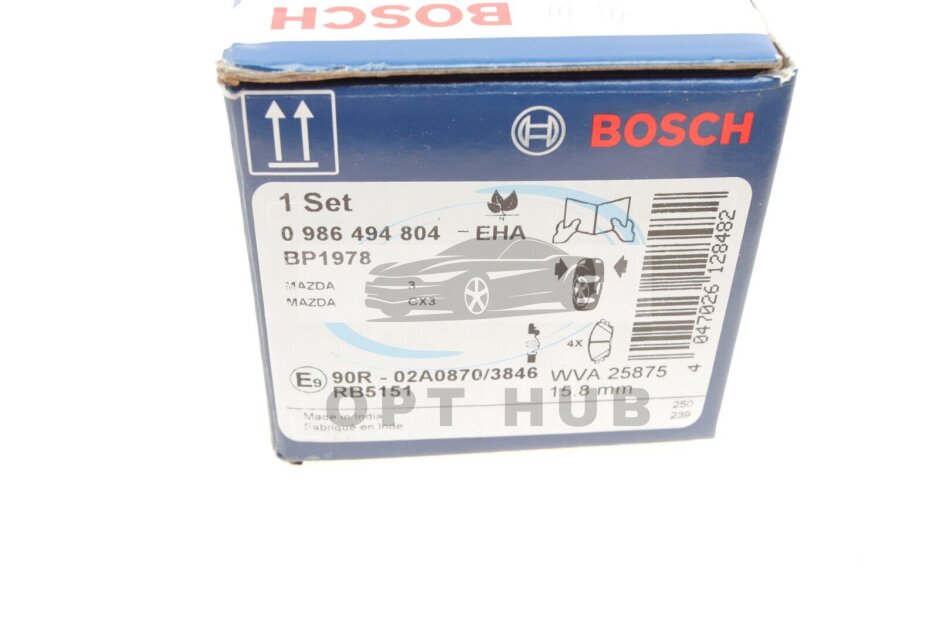 BOSCH
BOSCH
1 Set
0 986 494 804 - EHA
BP1978
MAZDA 3
MAZDA CX3
4X
E9 90R - 02A0870/3846 WVA 25875
RB5151 15.8 mm
OPT HUB
Made in India 250
Fabriqué en Inde 239
4 047026 128482